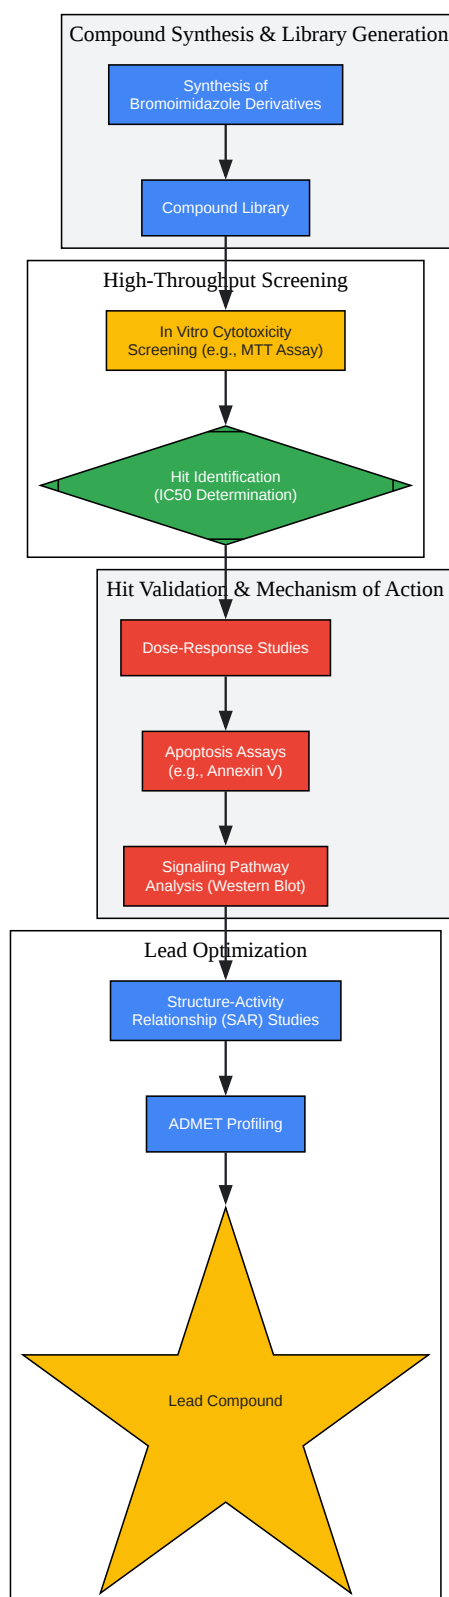 Compound Synthesis & Library Generation
Synthesis of
Bromoimidazole Derivatives
Compound Library
High-Throughput Screening
In Vitro Cytotoxicity
Screening (e.g., MTT Assay)
Hit Identification
(IC50 Determination)
Hit Validation & Mechanism of Action
Dose-Response Studies
Apoptosis Assays
(e.g., Annexin V)
Signaling Pathway
Analysis (Western Blot)
Lead Optimization
Structure-Activity
Relationship (SAR) Studies
ADMET Profiling
Lead Compound